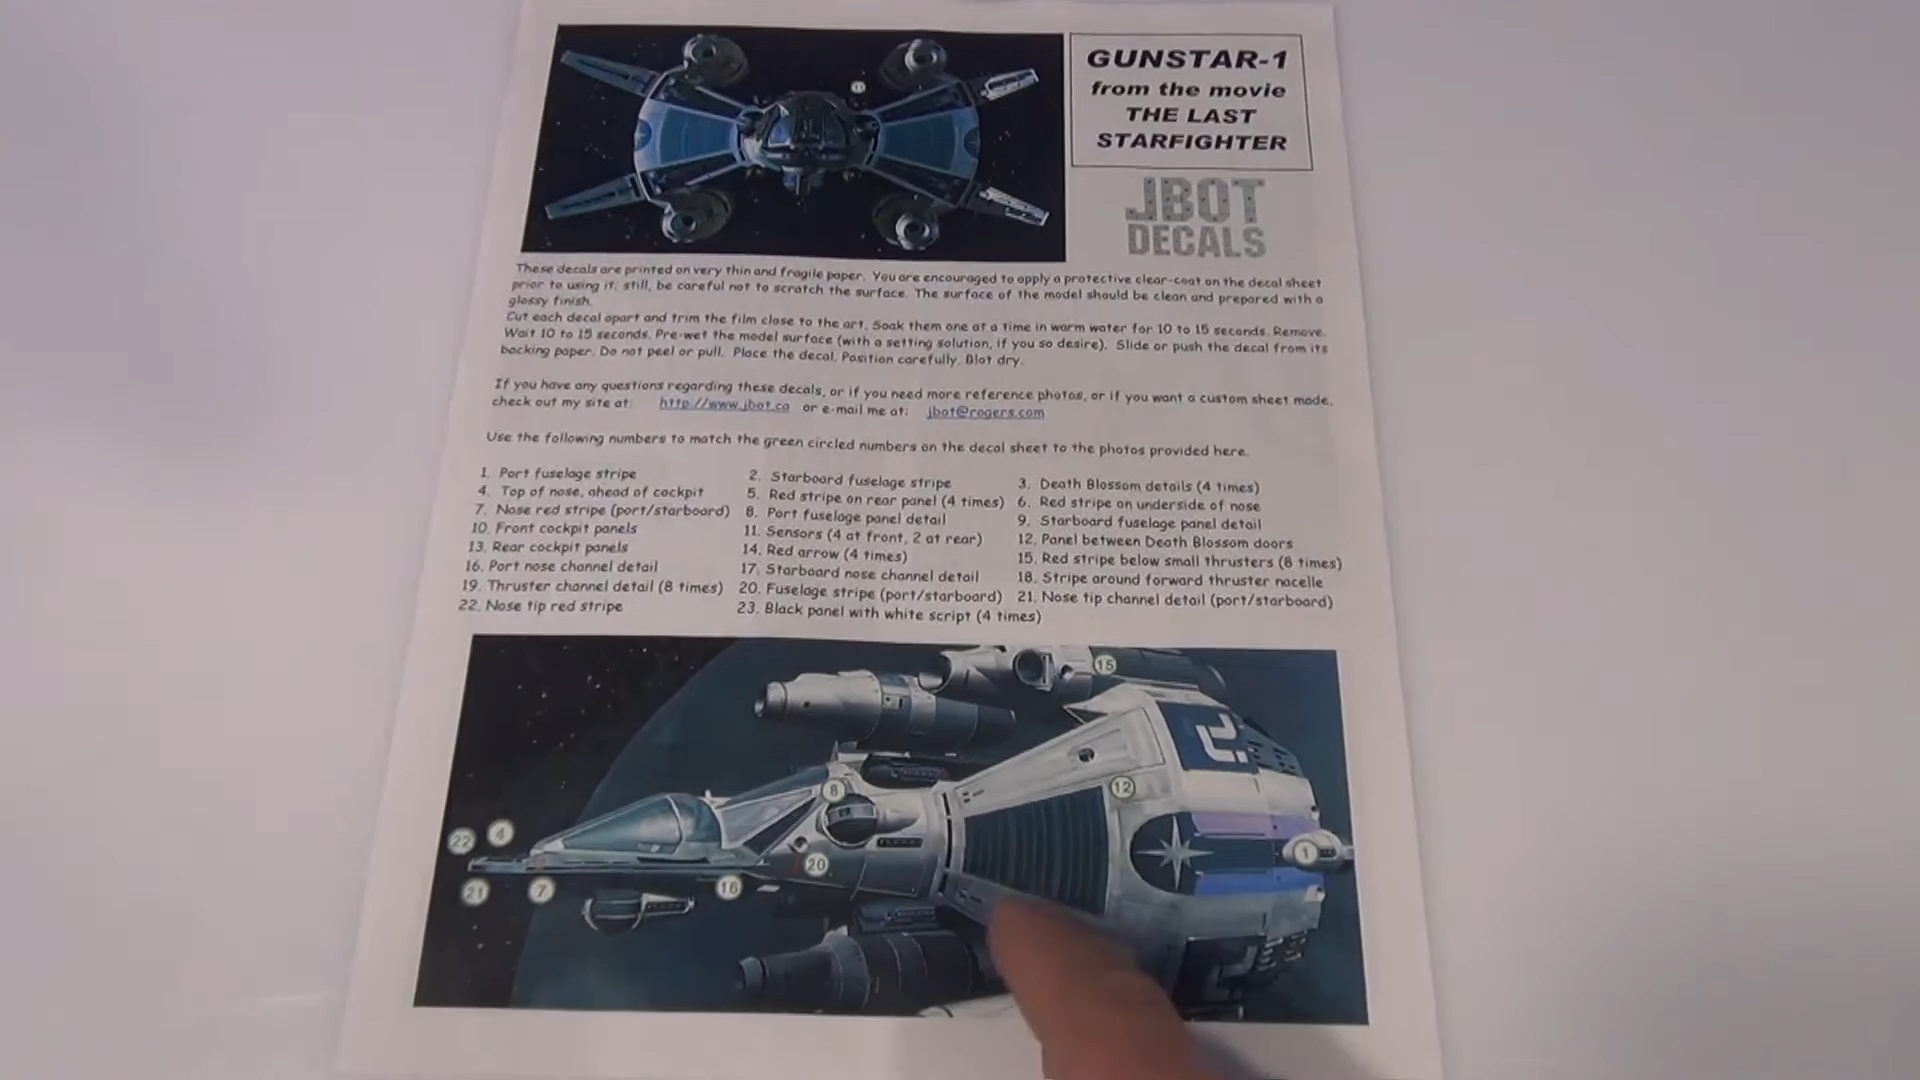 11
GUNSTAR-1
from the movie
THE LAST
STARFIGHTER
JBOT
DECALS
These decals are printed on very thin and fragile paper. You are encouraged to apply a protective clear-coat on the decal sheet
prior to using it, still, be careful not to scratch the surface. The surface of the model should be clean and prepared with a
glossy finish.
Cut each decal apart and trim the film close to the art. Soak them one at a time in warm water for 10 to 15 seconds. Remove.
Wait 10 to 15 seconds. Pre-wet the model surface (with a setting solution, if you so desire). Slide or push the decal from its
backing paper. Do not peel or pull. Place the decal. Position carefully. Blot dry.
If you have any questions regarding these decals, or if you need more reference photos, or if you want a custom sheet made,
check out my site at: http://www.jbot.ca or e-mail me at: jbot@rogers.com
Use the following numbers to match the green circled numbers on the decal sheet to the photos provided here.
1. Port fuselage stripe 2. Starboard fuselage stripe 3. Death Blossom details (4 times)
4. Top of nose, ahead of cockpit 5. Red stripe on rear panel (4 times) 6. Red stripe on underside of nose
7. Nose red stripe (port/starboard) 8. Port fuselage panel detail 9. Starboard fuselage panel detail
10. Front cockpit panels 11. Sensors (4 at front, 2 at rear) 12. Panel between Death Blossom doors
13. Rear cockpit panels 14. Red arrow (4 times) 15. Red stripe below small thrusters (8 times)
16. Port nose channel detail 17. Starboard nose channel detail 18. Stripe around forward thruster nacelle
19. Thruster channel detail (8 times) 20. Fuselage stripe (port/starboard) 21. Nose tip channel detail (port/starboard)
22. Nose tip red stripe 23. Black panel with white script (4 times)
15
8 12
22 4 1
20
21 7 16